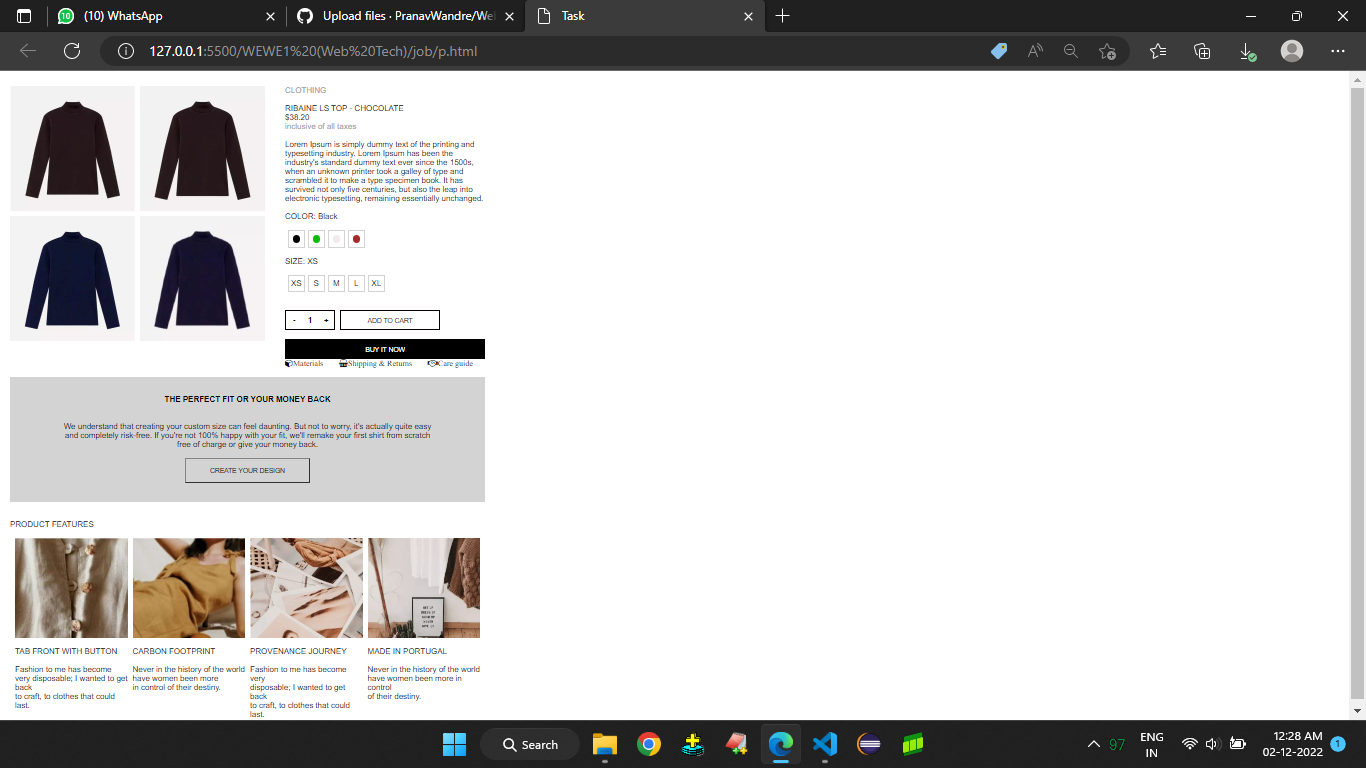 10
(10) WhatsApp
Upload files · PranavWandre/Wel
Task
127.0.0.1:5500/WEWE1%20(Web%20Tech)/job/p.html
CLOTHING
RIBAINE LS TOP - CHOCOLATE
$38.20
inclusive of all taxes
Lorem Ipsum is simply dummy text of the printing and
typesetting industry. Lorem Ipsum has been the
industry's standard dummy text ever since the 1500s,
when an unknown printer took a galley of type and
scrambled it to make a type specimen book. It has
survived not only five centuries, but also the leap into
electronic typesetting, remaining essentially unchanged.
COLOR: Black
SIZE: XS
XS S M L XL
- 1 +
ADD TO CART
BUY IT NOW
Materials Shipping & Returns Care guide
THE PERFECT FIT OR YOUR MONEY BACK
We understand that creating your custom size can feel daunting. But not to worry, it's actually quite easy
and completely risk-free. If you're not 100% happy with your fit, we'll remake your first shirt from scratch
free of charge or give your money back.
CREATE YOUR DESIGN
PRODUCT FEATURES
TAB FRONT WITH BUTTON
Fashion to me has become
very disposable; I wanted to get
back
to craft, to clothes that could
last.
CARBON FOOTPRINT
Never in the history of the world
have women been more
in control of their destiny.
PROVENANCE JOURNEY
Fashion to me has become
very
disposable; I wanted to get
back
to craft, to clothes that could
last.
MADE IN PORTUGAL
Never in the history of the world
have women been more in
control
of their destiny.
Search
97
ENG
IN
12:28 AM
02-12-2022
1